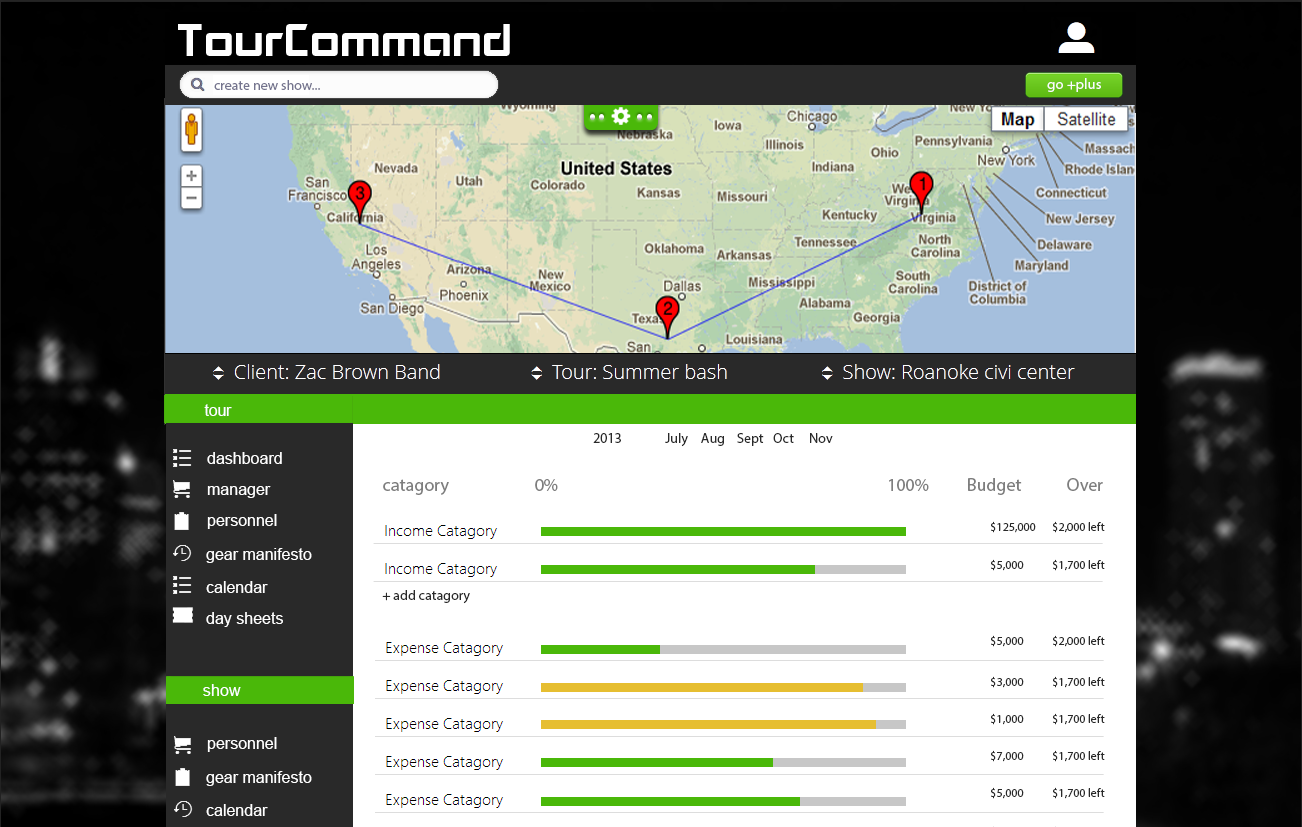 TourCommand
create new show...
go +plus
Map
Satellite
Wyoming
Nebraska
Iowa
Chicago
Illinois
Indiana
Ohio
Pennsylvania
New York
Massach
Rhode Islan
Connecticut
New Jersey
Delaware
Maryland
District of
Columbia
United States
Nevada
Utah
Colorado
Kansas
Missouri
Kentucky
West
Virginia
Virginia
1
San
Francisco
California
3
Los
Angeles
San Diego
Arizona
Phoenix
New
Mexico
Oklahoma
Arkansas
Tennessee
North
Carolina
South
Carolina
Dallas
Mississippi
Alabama
Georgia
Texas
2
San
Louisiana
Client: Zac Brown Band
Tour: Summer bash
Show: Roanoke civi center
tour
dashboard
manager
personnel
gear manifesto
calendar
day sheets
show
personnel
gear manifesto
calendar
2013 July Aug Sept Oct Nov
catagory 0% 100% Budget Over
Income Catagory $125,000 $2,000 left
Income Catagory $5,000 $1,700 left
+ add catagory
Expense Catagory $5,000 $2,000 left
Expense Catagory $3,000 $1,700 left
Expense Catagory $1,000 $1,700 left
Expense Catagory $7,000 $1,700 left
Expense Catagory $5,000 $1,700 left